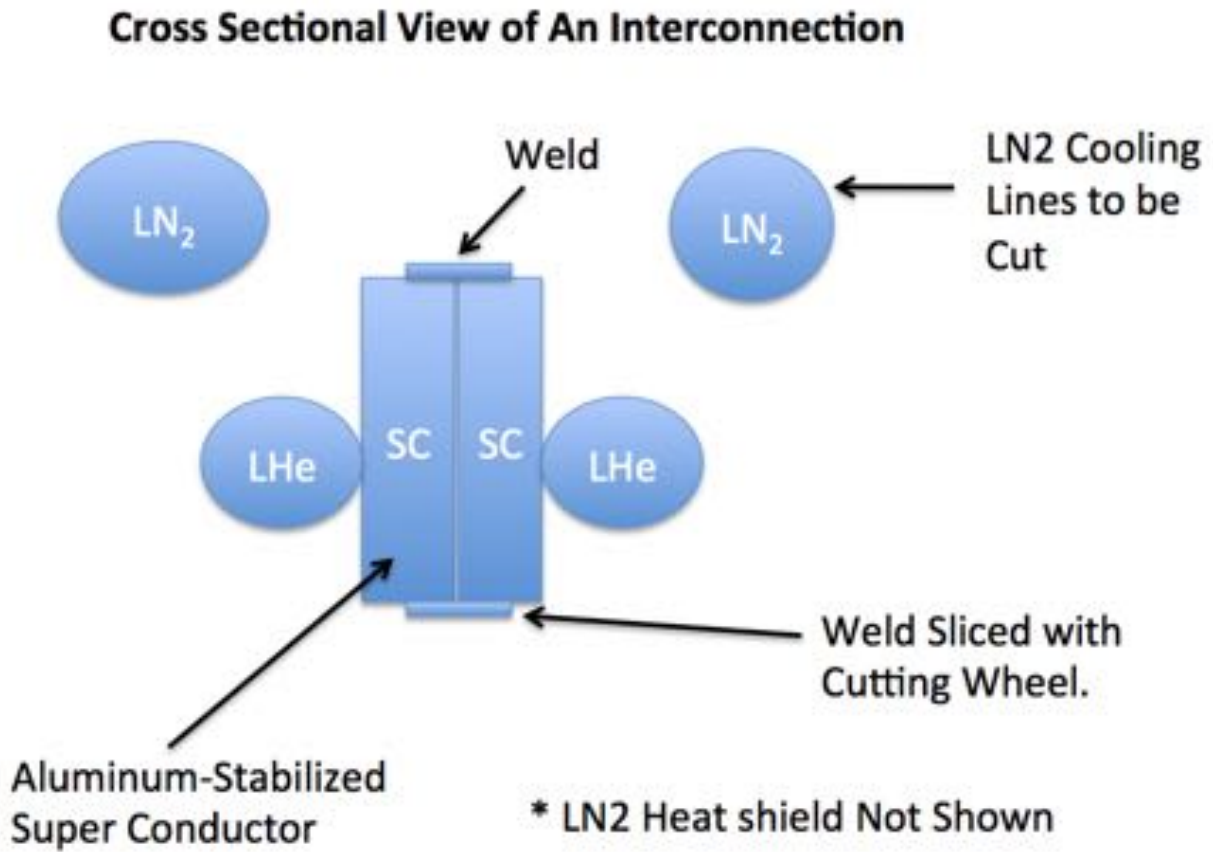 Cross Sectional View of An Interconnection
Weld
LN2 Cooling
Lines to be
Cut
LN₂
LN₂
SC
SC
LHe
LHe
Weld Sliced with
Cutting Wheel.
Aluminum-Stabilized
Super Conductor
* LN2 Heat shield Not Shown